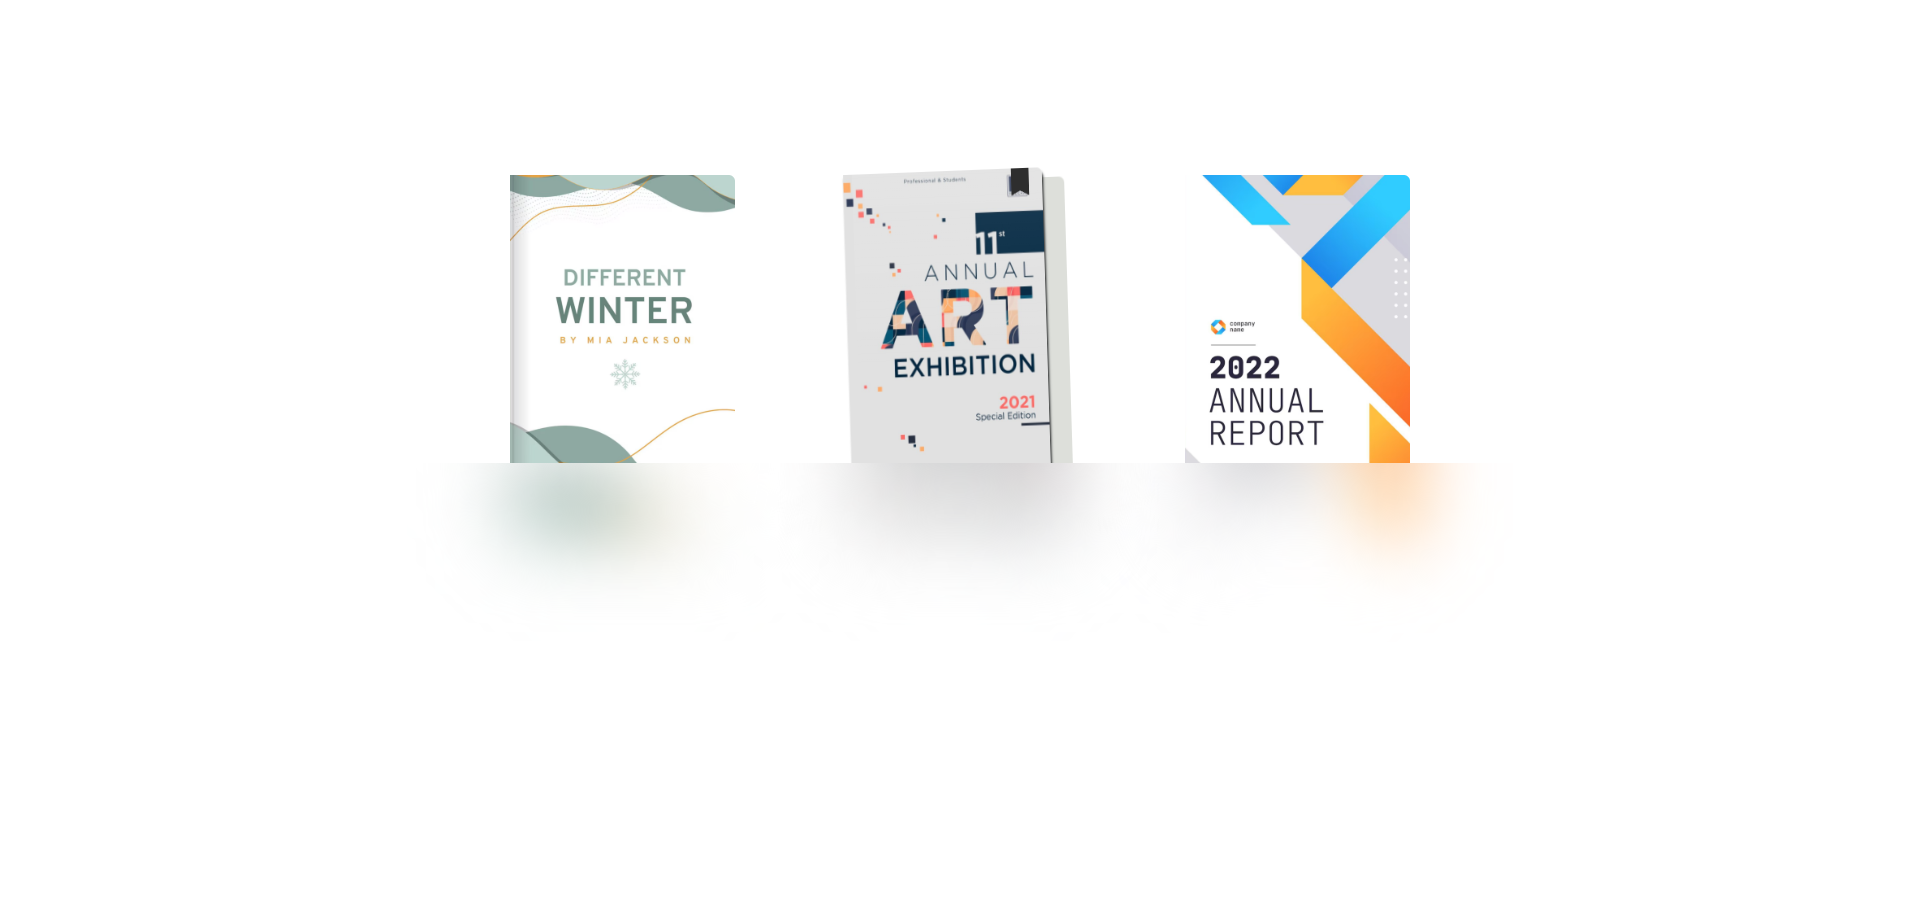 DIFFERENT
WINTER
BY MIA JACKSON
Professional & Students
11st
ANNUAL
ART
EXHIBITION
2021
Special Edition
company
name
2022
ANNUAL
REPORT